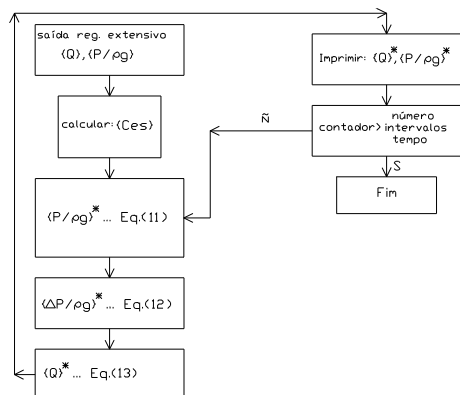 saída reg. extensivo
{Q},{P/ρg}
calcular:{Ces}
{P/ρg}* ... Eq.(11)
{ΔP/ρg}* ... Eq.(12)
{Q}* ... Eq.(13)
Imprimir: {Q}*,{P/ρg}*
número
contador> intervalos
tempo
Ñ
S
Fim